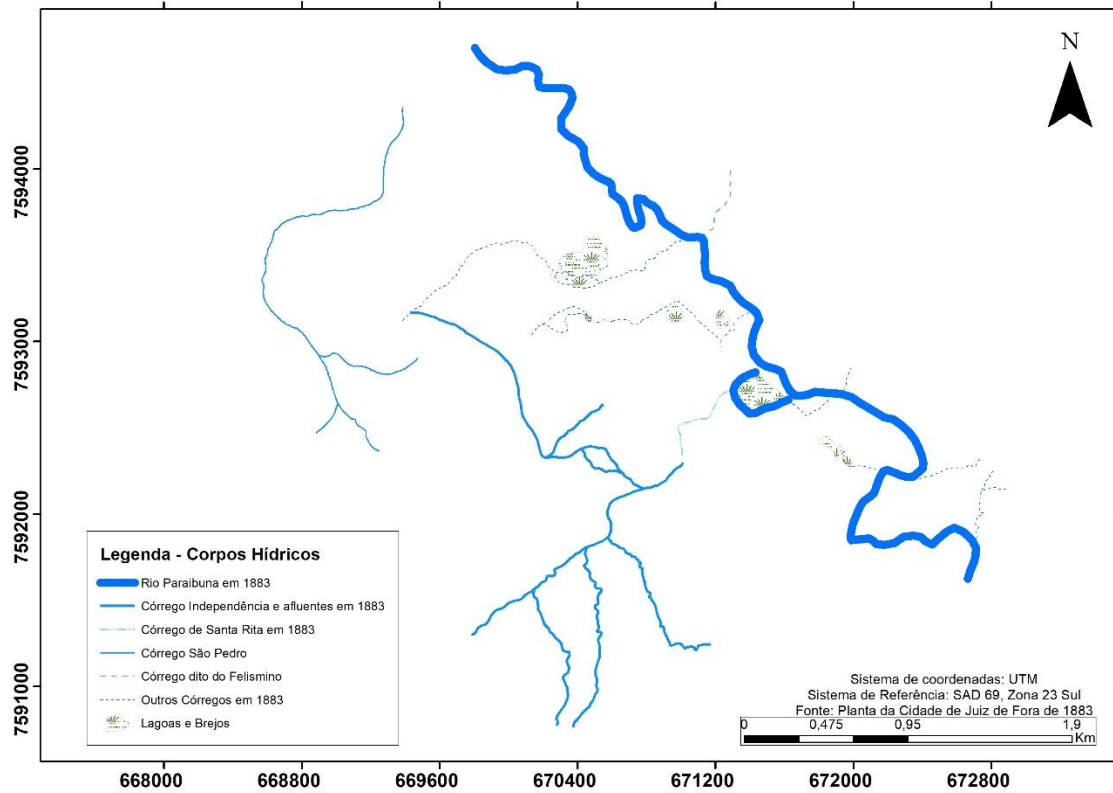 N
7594000
7593000
7592000
7591000
Legenda - Corpos Hídricos
Rio Paraibuna em 1883
Córrego Independência e afluentes em 1883
Córrego de Santa Rita em 1883
Córrego São Pedro
Córrego dito do Felismino
Outros Córregos em 1883
Lagoas e Brejos
Sistema de coordenadas: UTM
Sistema de Referência: SAD 69, Zona 23 Sul
Fonte: Planta da Cidade de Juiz de Fora de 1883
0 0,475 0,95 1,9
Km
668000 668800 669600 670400 671200 672000 672800